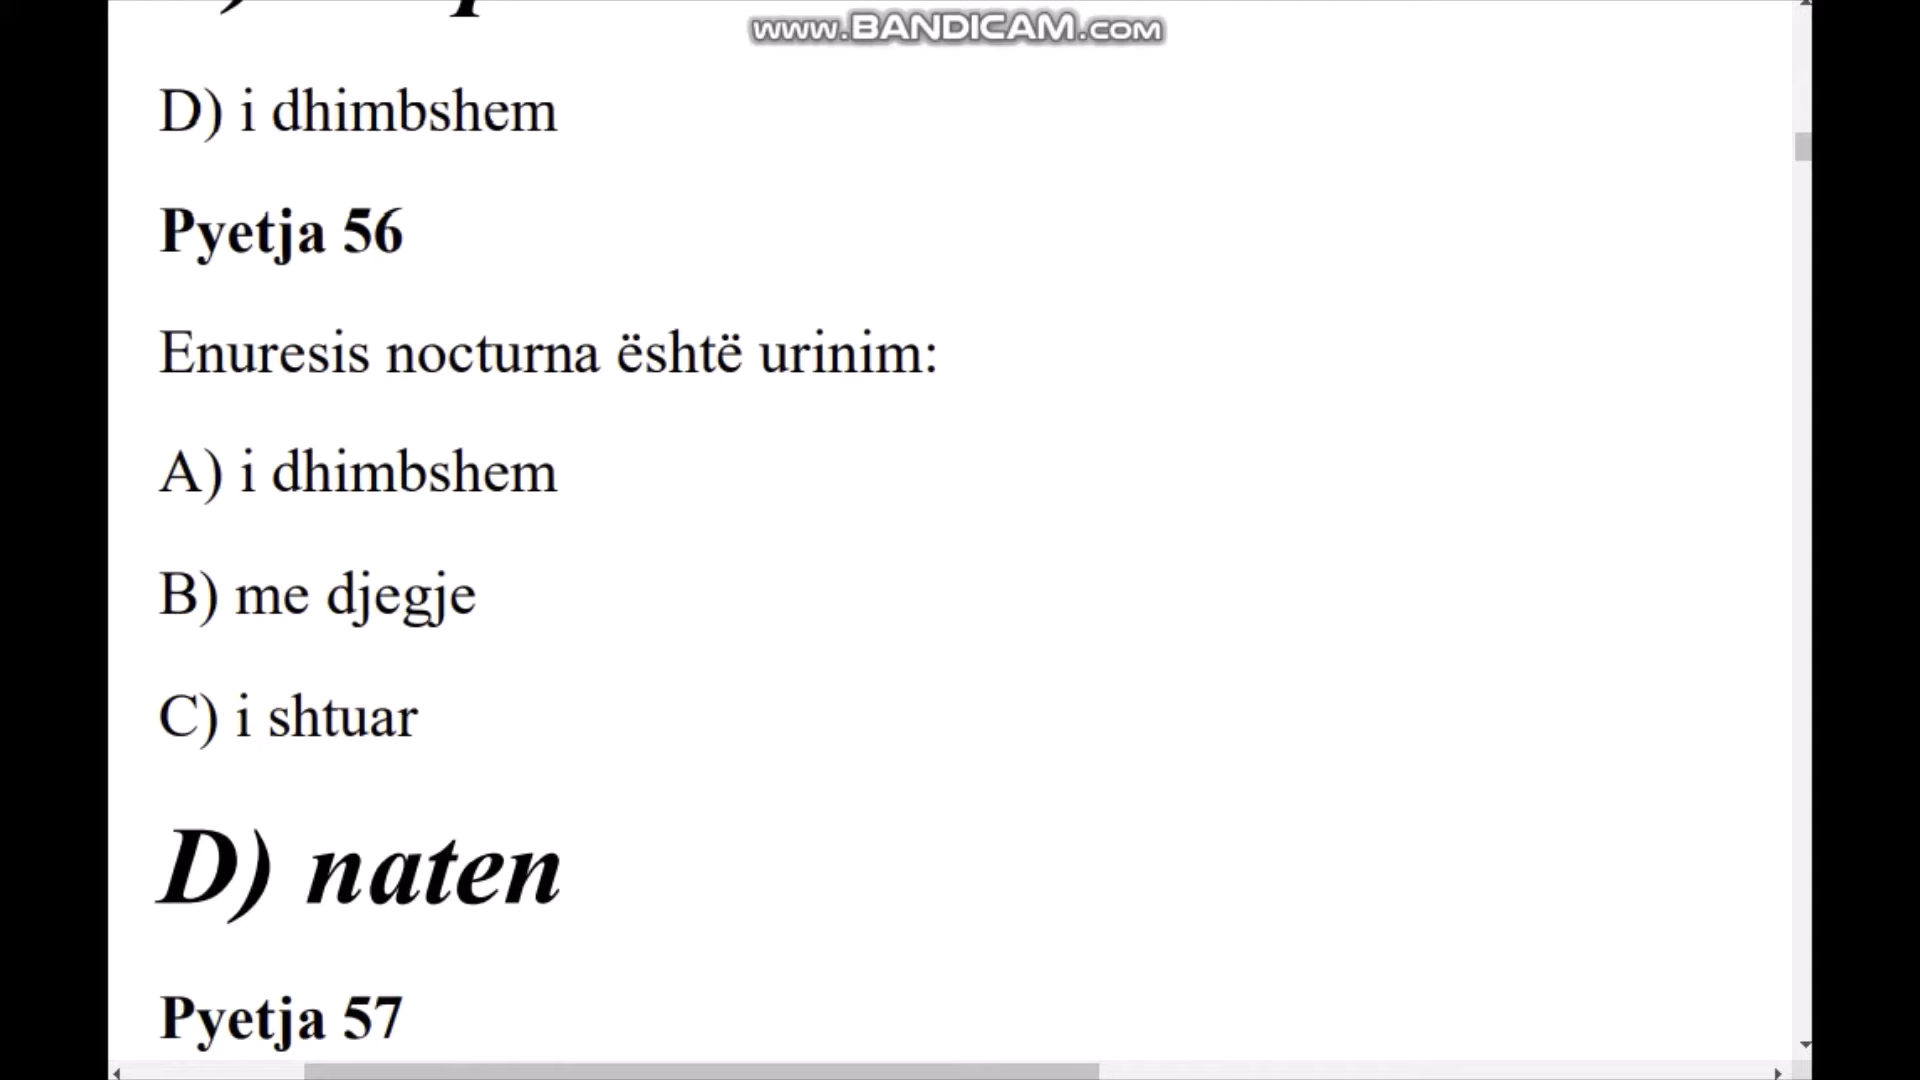 www.BANDICAM.com
D) i dhimbshem
Pyetja 56
Enuresis nocturna është urinim:
A) i dhimbshem
B) me djegje
C) i shtuar
D) naten
Pyetja 57